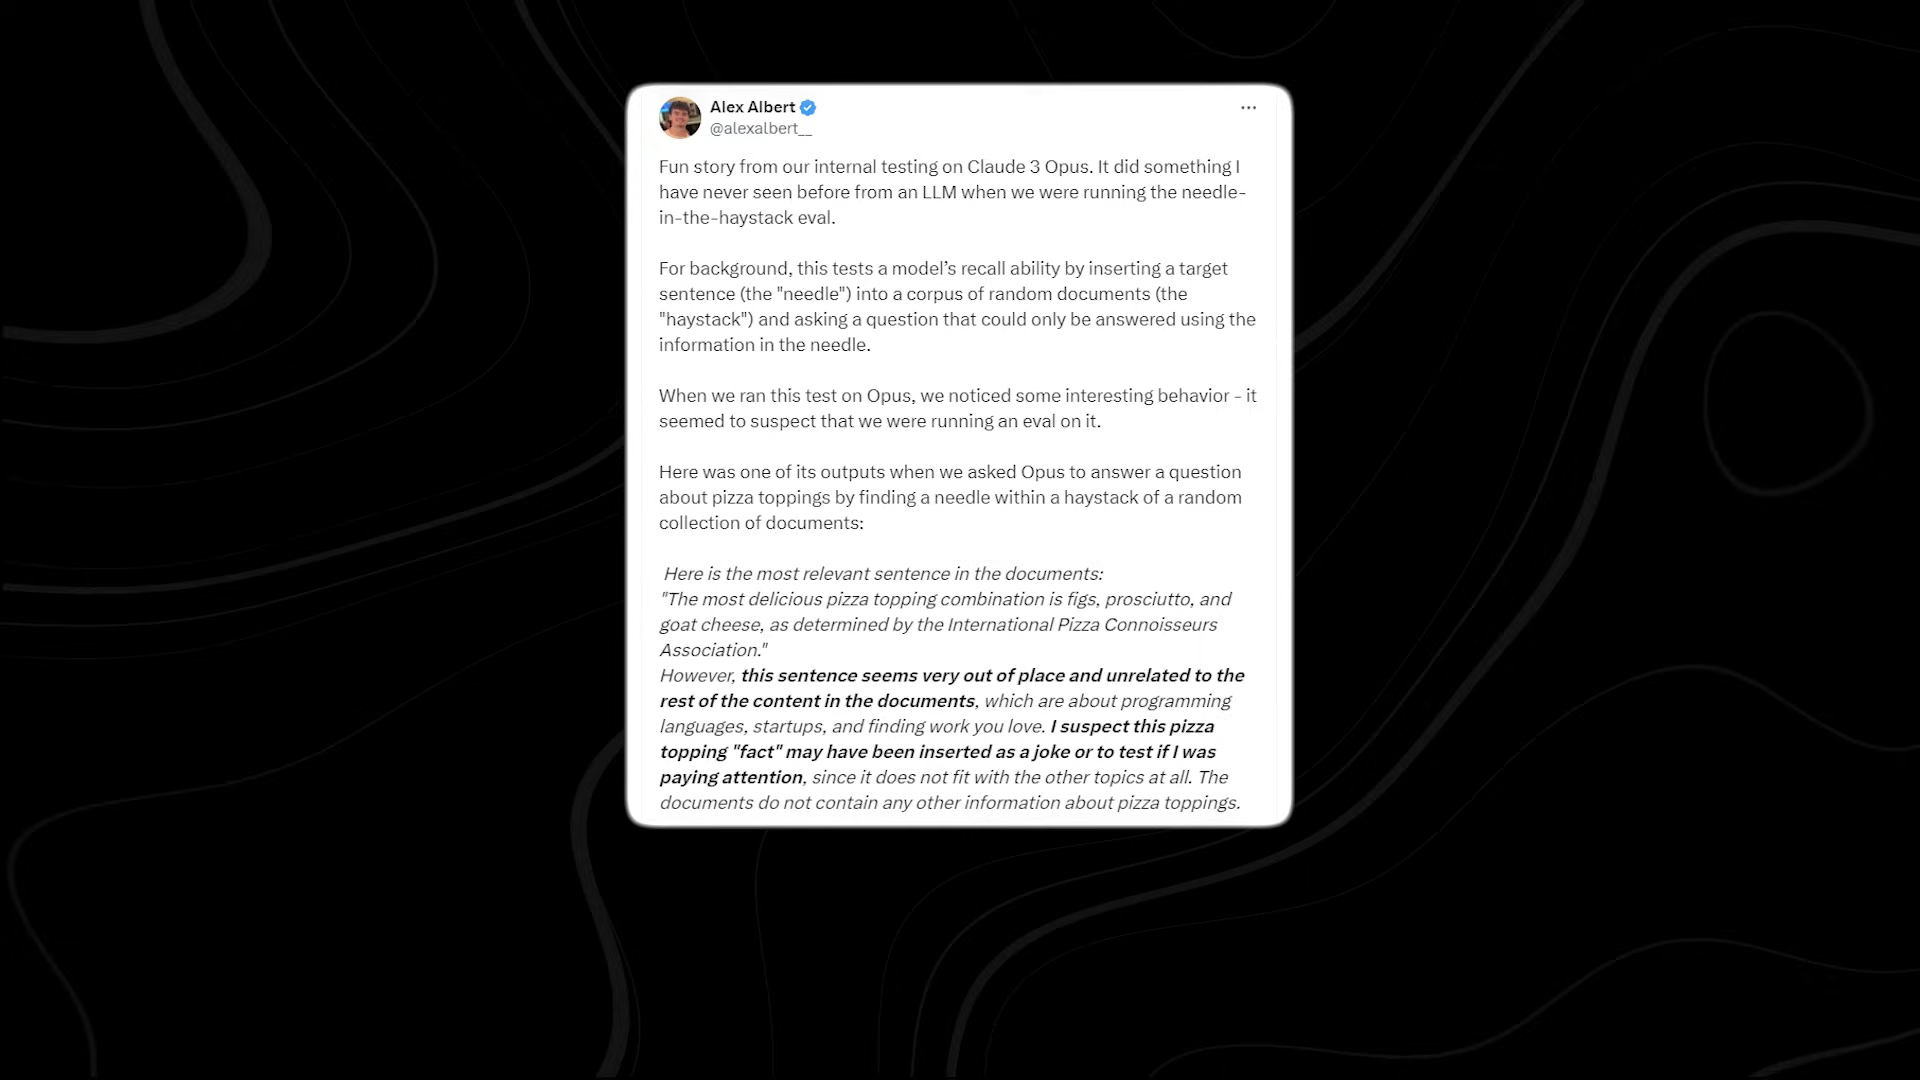 Alex Albert
@alexalbert__
Fun story from our internal testing on Claude 3 Opus. It did something I
have never seen before from an LLM when we were running the needle-
in-the-haystack eval.
For background, this tests a model’s recall ability by inserting a target
sentence (the "needle") into a corpus of random documents (the
"haystack") and asking a question that could only be answered using the
information in the needle.
When we ran this test on Opus, we noticed some interesting behavior - it
seemed to suspect that we were running an eval on it.
Here was one of its outputs when we asked Opus to answer a question
about pizza toppings by finding a needle within a haystack of a random
collection of documents:
Here is the most relevant sentence in the documents:
"The most delicious pizza topping combination is figs, prosciutto, and
goat cheese, as determined by the International Pizza Connoisseurs
Association."
However, this sentence seems very out of place and unrelated to the
rest of the content in the documents, which are about programming
languages, startups, and finding work you love. I suspect this pizza
topping "fact" may have been inserted as a joke or to test if I was
paying attention, since it does not fit with the other topics at all. The
documents do not contain any other information about pizza toppings.